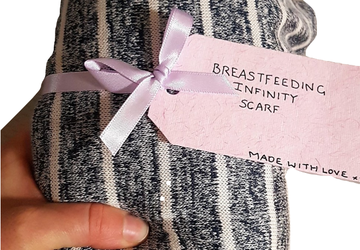 BREASTFEEDING
INFINITY
SCARF
MADE WITH LOVE x